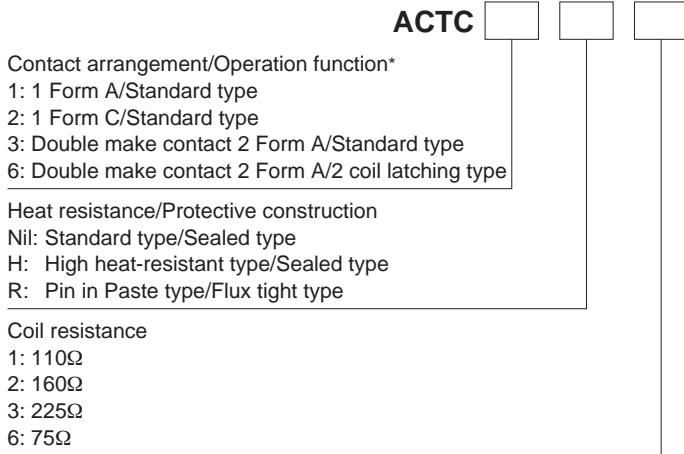 ACTC
Contact arrangement/Operation function*
1: 1 Form A/Standard type
2: 1 Form C/Standard type
3: Double make contact 2 Form A/Standard type
6: Double make contact 2 Form A/2 coil latching type
Heat resistance/Protective construction
Nil: Standard type/Sealed type
H: High heat-resistant type/Sealed type
R: Pin in Paste type/Flux tight type
Coil resistance
1: 110Ω
2: 160Ω
3: 225Ω
6: 75Ω